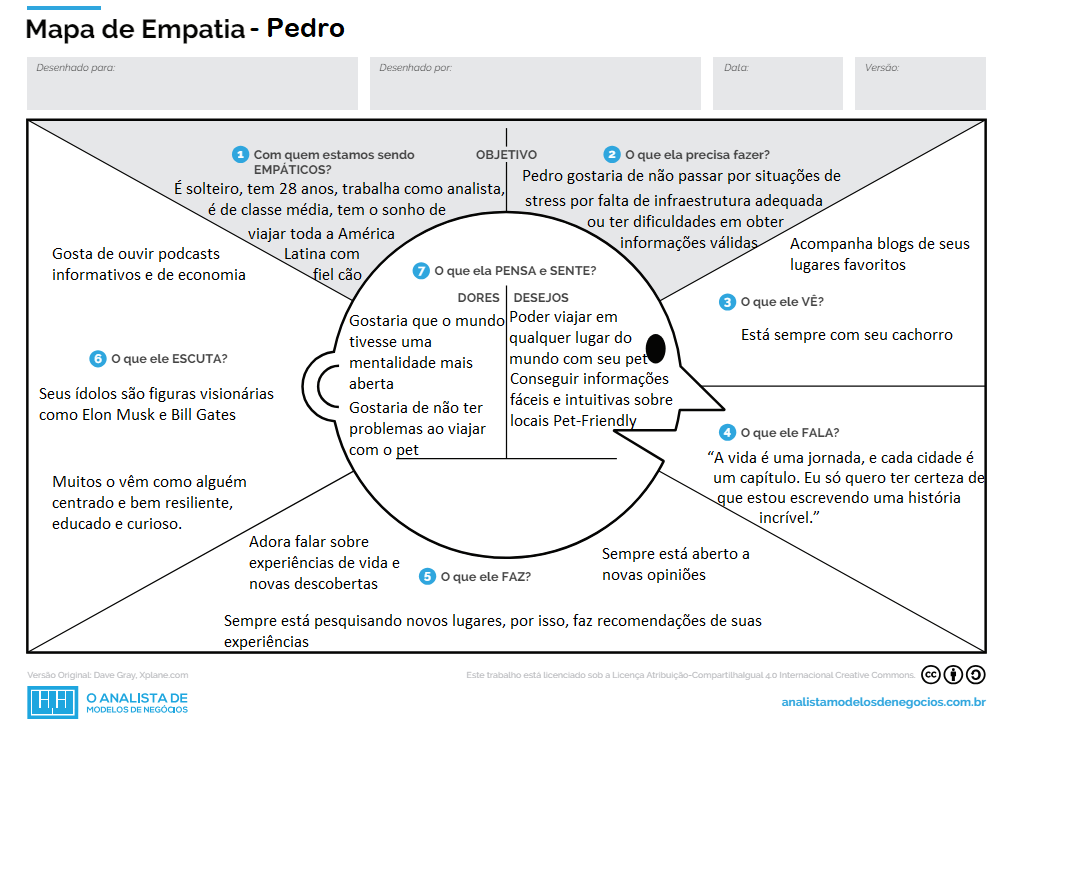 Mapa de Empatia - Pedro
Desenhado para:
Desenhado por:
Data:
Versão:
1 Com quem estamos sendo
EMPÁTICOS?
É solteiro, tem 28 anos, trabalha como analista,
é de classe média, tem o sonho de
viajar toda a América
Latina com
fiel cão
OBJETIVO
2 O que ela precisa fazer?
Pedro gostaria de não passar por situações de
stress por falta de infraestrutura adequada
ou ter dificuldades em obter
informações válidas
Acompanha blogs de seus
lugares favoritos
3 O que ele VÊ?
Está sempre com seu cachorro
4 O que ele FALA?
“A vida é uma jornada, e cada cidade é
um capítulo. Eu só quero ter certeza de
que estou escrevendo uma história
incrível.”
5 O que ele FAZ?
Adora falar sobre
experiências de vida e
novas descobertas
Sempre está aberto a
novas opiniões
Sempre está pesquisando novos lugares, por isso, faz recomendações de suas
experiências
Gosta de ouvir podcasts
informativos e de economia
6 O que ele ESCUTA?
Seus ídolos são figuras visionárias
como Elon Musk e Bill Gates
Muitos o vêm como alguém
centrado e bem resiliente,
educado e curioso.
7 O que ela PENSA e SENTE?
DORES
Gostaria que o mundo
tivesse uma
mentalidade mais
aberta
Gostaria de não ter
problemas ao viajar
com o pet
DESEJOS
Poder viajar em
qualquer lugar do
mundo com seu pet
Conseguir informações
fáceis e intuitivas sobre
locais Pet-Friendly
Versão Original: Dave Gray, Xplane.com
Este trabalho está licenciado sob a Licença Atribuição-CompartilhaIgual 4.0 Internacional Creative Commons.
cc
O ANALISTA DE
MODELOS DE NEGÓCIOS
analistamodelosdenegocios.com.br